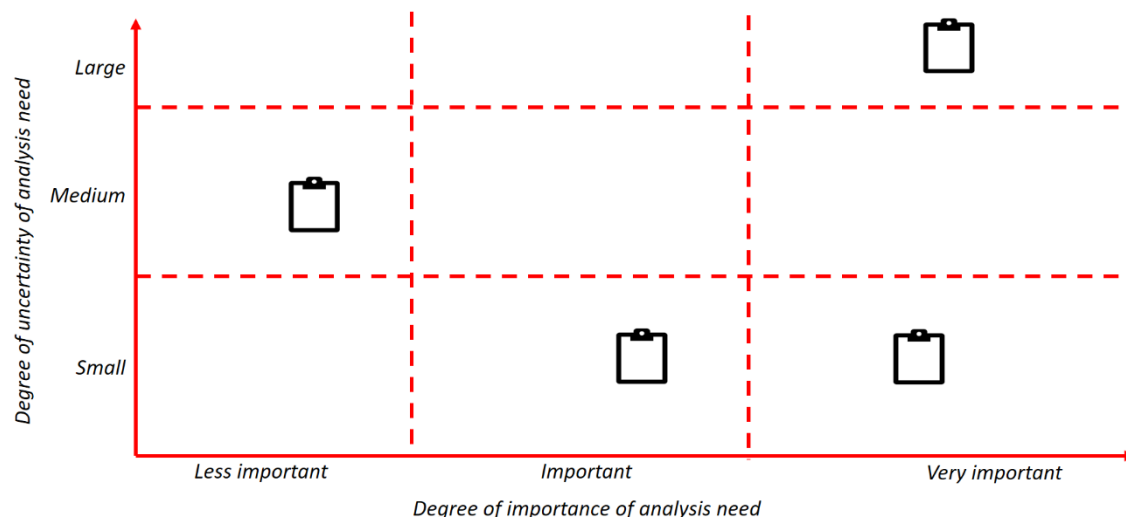 Degree of uncertainty of analysis need
Large
Medium
Small
Less important
Important
Very important
Degree of importance of analysis need